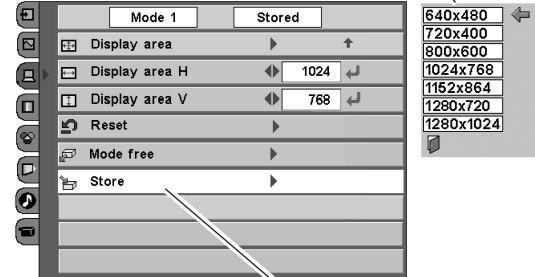 Mode 1 Stored
Display area
Display area H 1024
Display area V 768
Reset
Mode free
Store
640x480
720x400
800x600
1024x768
1152x864
1280x720
1280x1024